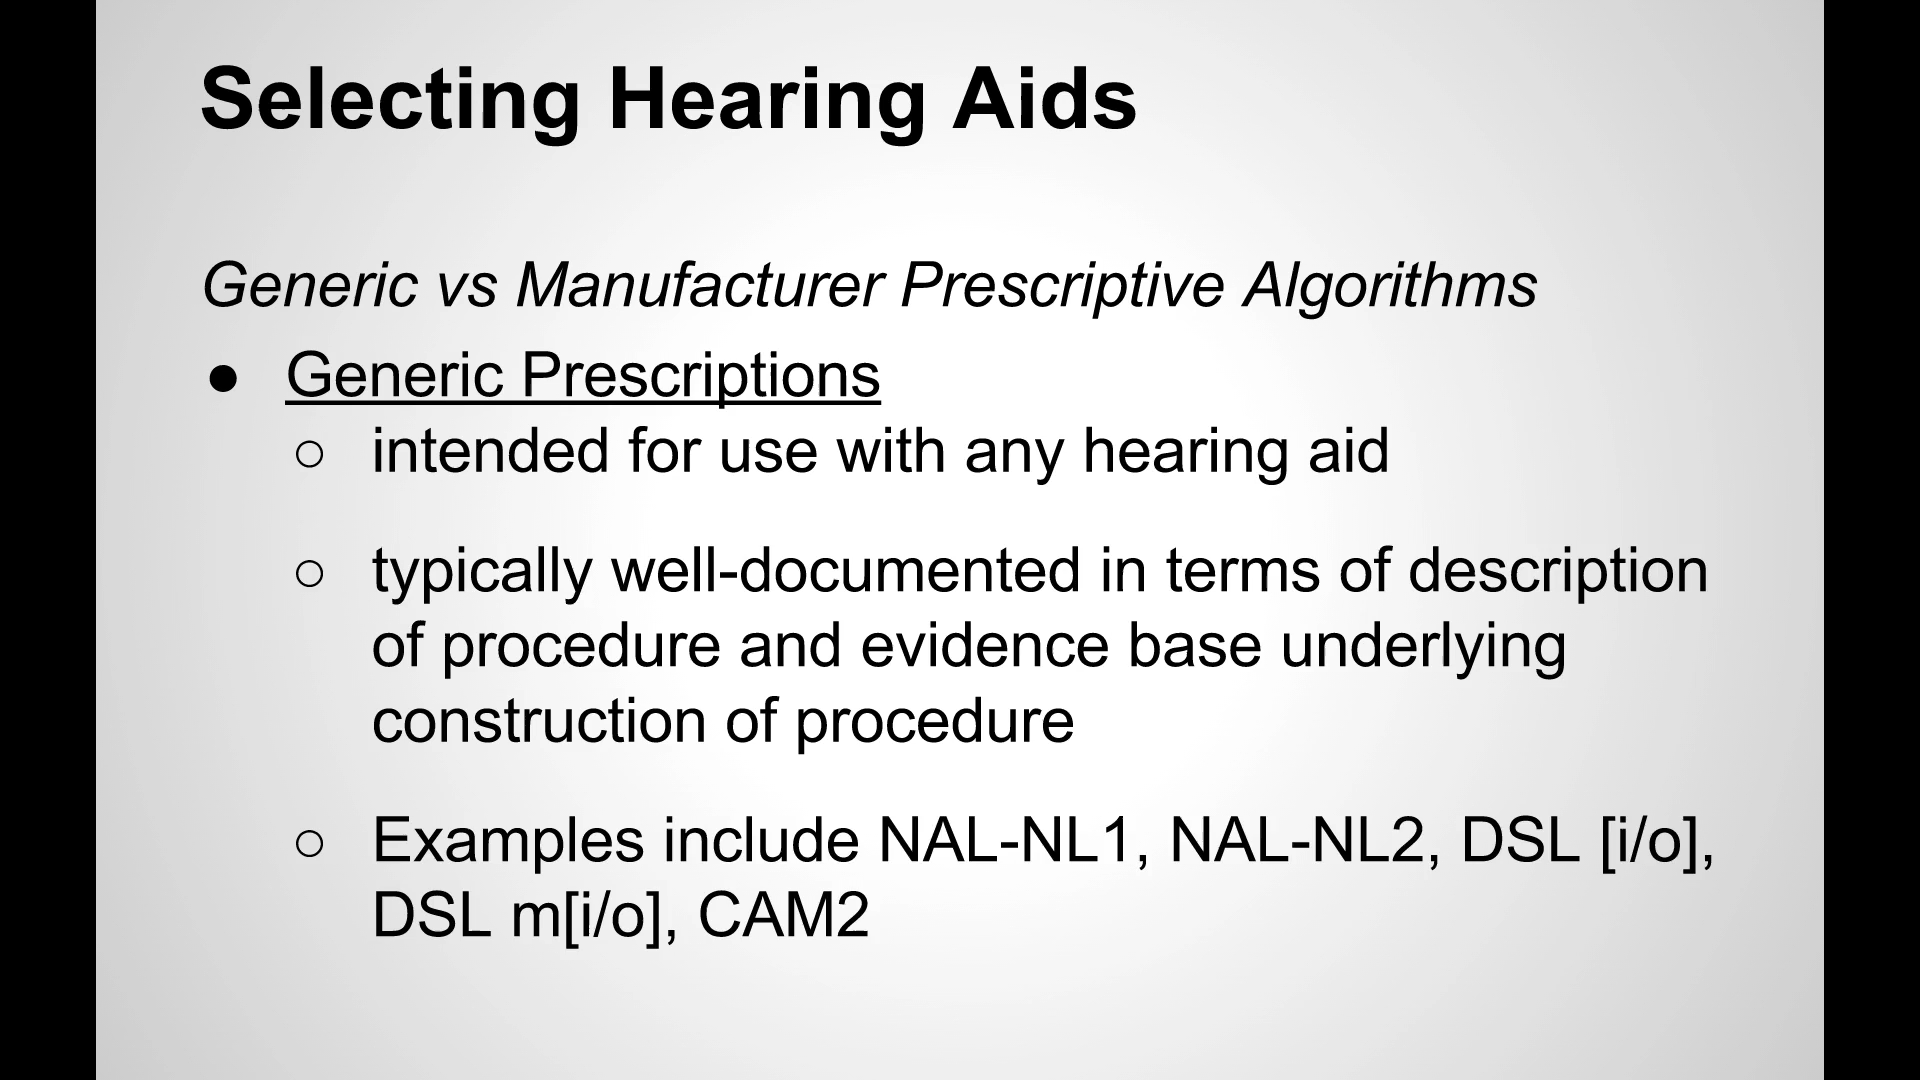 Selecting Hearing Aids
Generic vs Manufacturer Prescriptive Algorithms
● Generic Prescriptions
○ intended for use with any hearing aid
○ typically well-documented in terms of description
of procedure and evidence base underlying
construction of procedure
○ Examples include NAL-NL1, NAL-NL2, DSL [i/o],
DSL m[i/o], CAM2